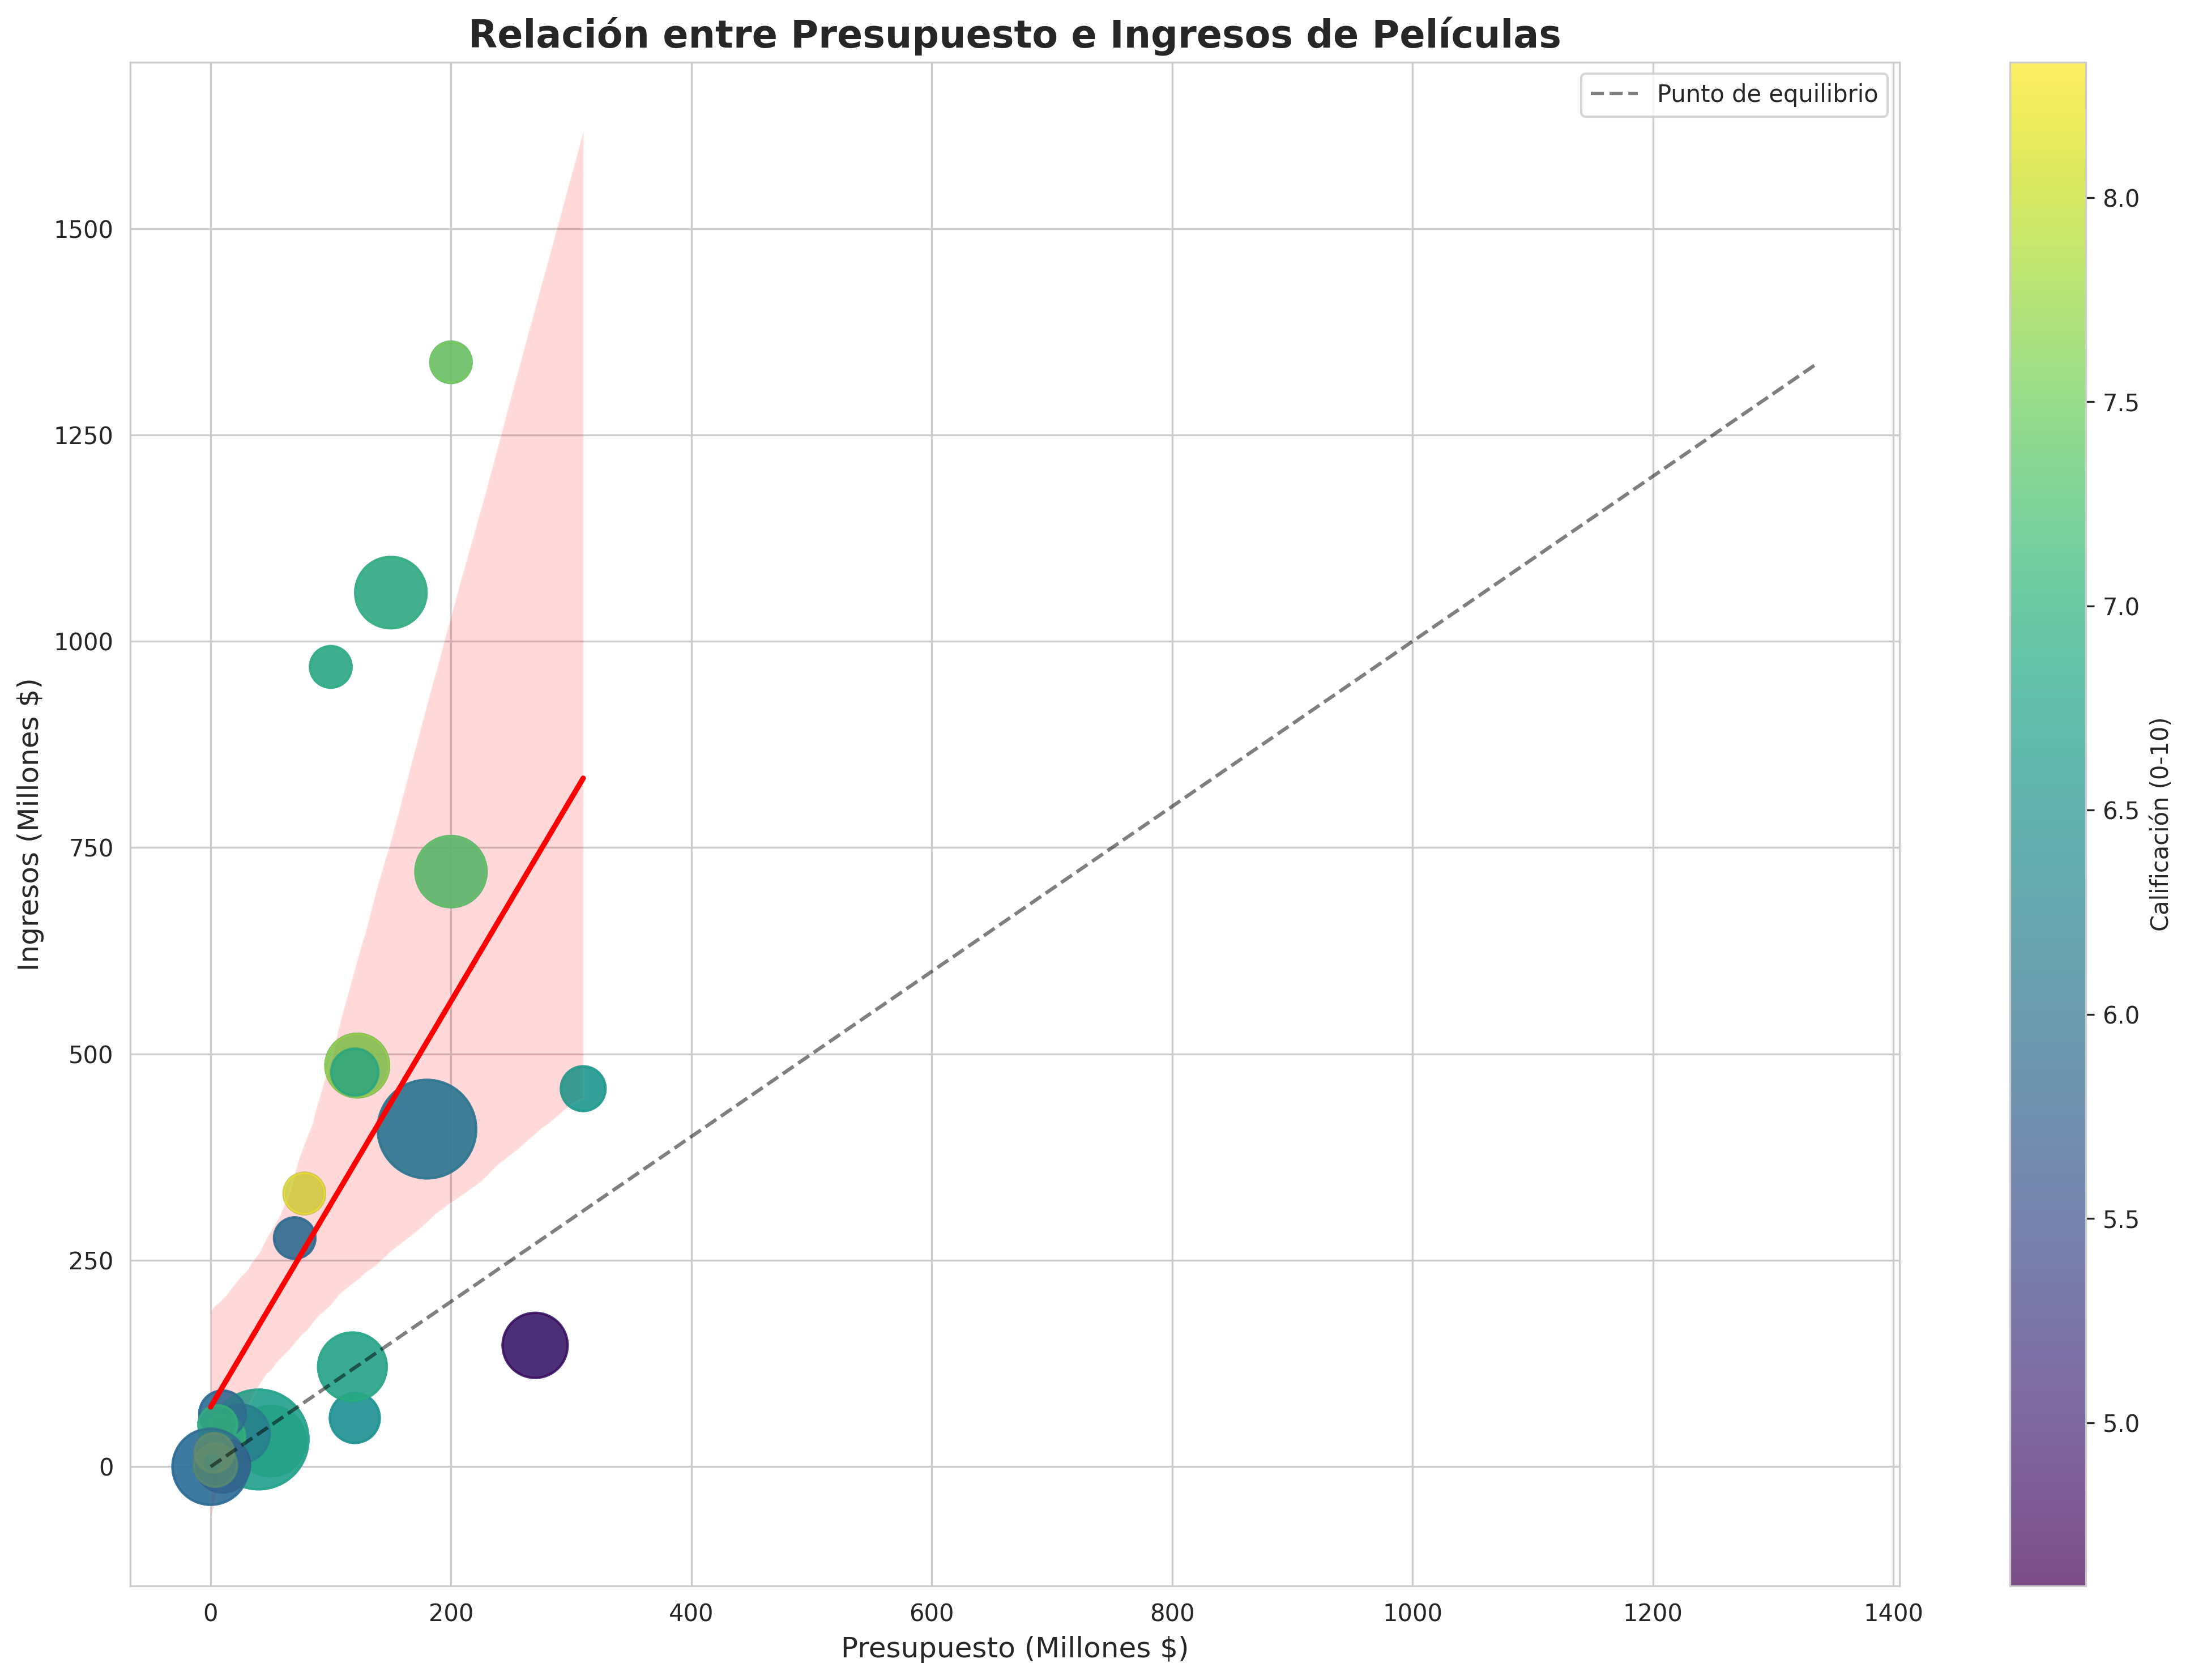 Relación entre Presupuesto e Ingresos de Películas
Punto de equilibrio
Ingresos (Millones $)
1500
1250
1000
750
500
250
0
0 200 400 600 800 1000 1200 1400
Presupuesto (Millones $)
8.0
7.5
7.0
6.5
6.0
5.5
5.0
Calificación (0-10)